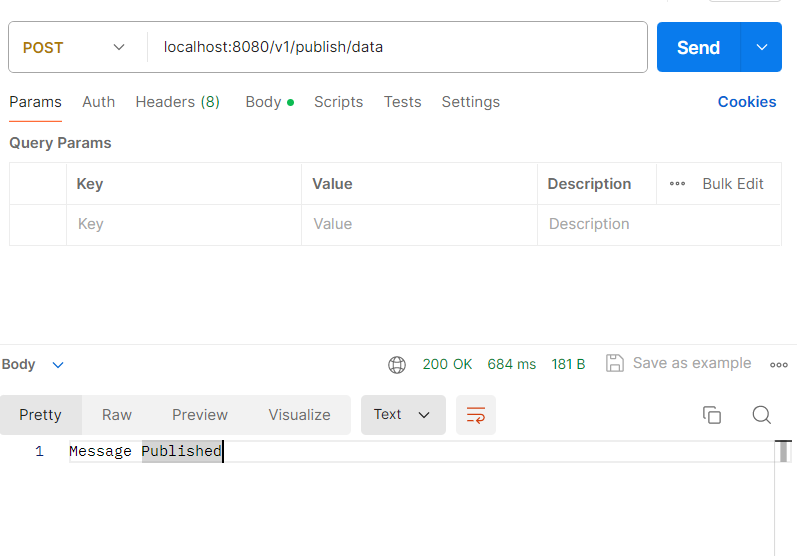 POST localhost:8080/v1/publish/data Send
Params Auth Headers (8) Body Scripts Tests Settings Cookies
Query Params
Key Value Description Bulk Edit
Key Value Description
Body 200 OK 684 ms 181 B Save as example
Pretty Raw Preview Visualize Text
1 Message Published